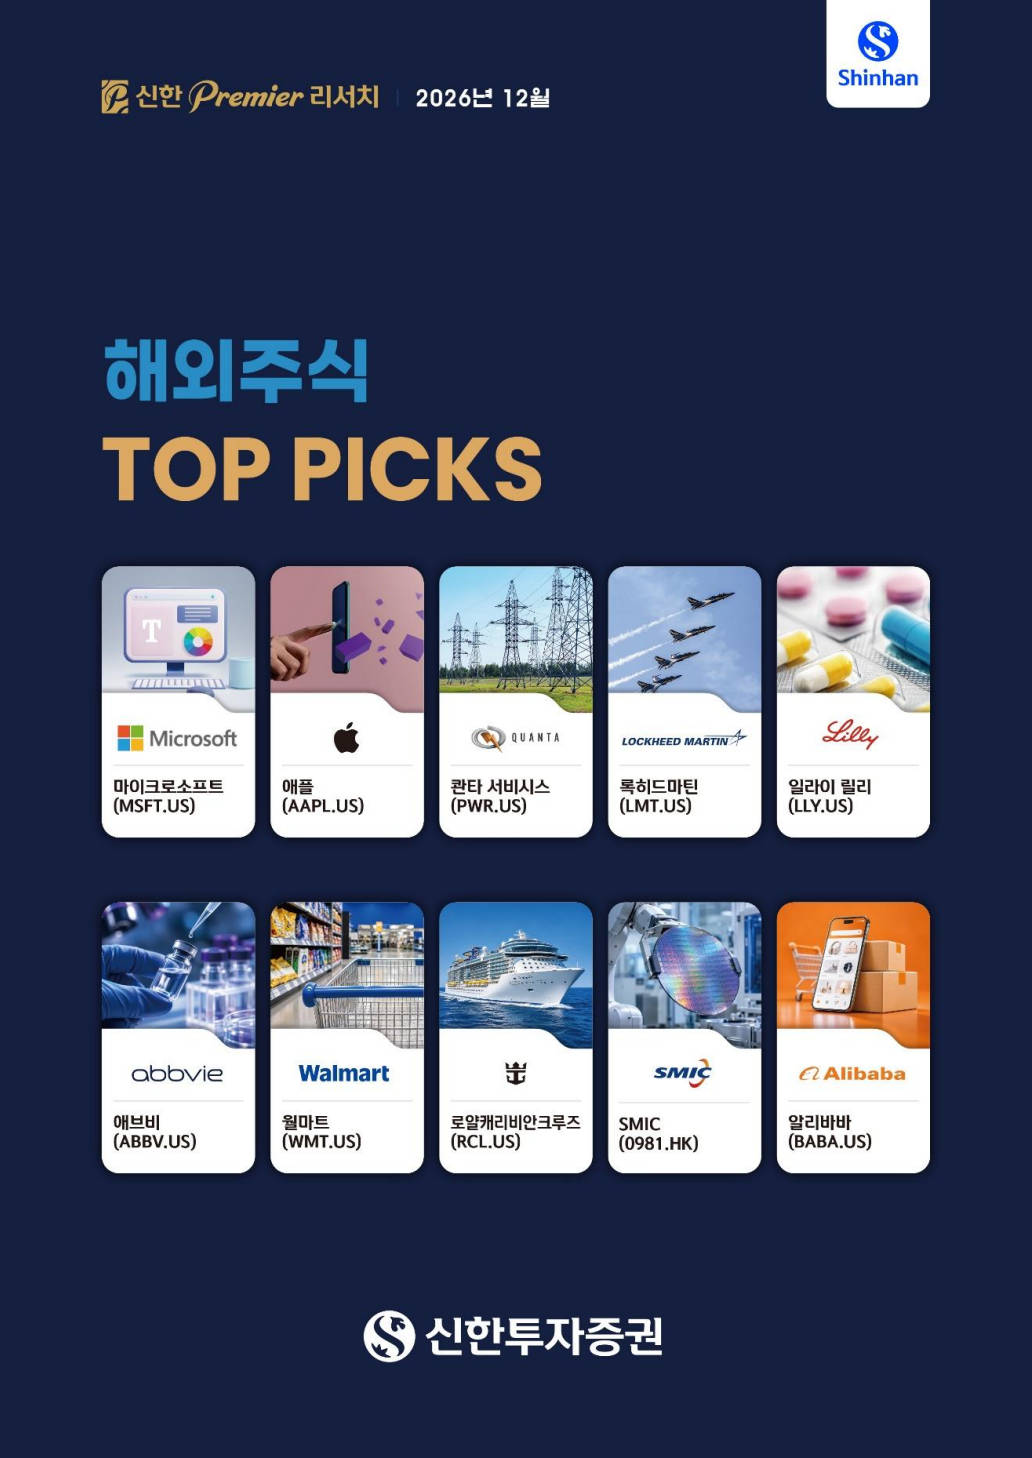 신한 Premier 리서치 | 2026년 12월
Shinhan
해외주식
TOP PICKS
T
Microsoft
마이크로소프트
(MSFT.US)
애플
(AAPL.US)
QUANTA
콴타 서비시스
(PWR.US)
LOCKHEED MARTIN
록히드마틴
(LMT.US)
Lilly
일라이 릴리
(LLY.US)
abbvie
애브비
(ABBV.US)
Walmart
월마트
(WMT.US)
로얄캐리비안크루즈
(RCL.US)
SMIC
SMIC
(0981.HK)
Alibaba
알리바바
(BABA.US)
신한투자증권